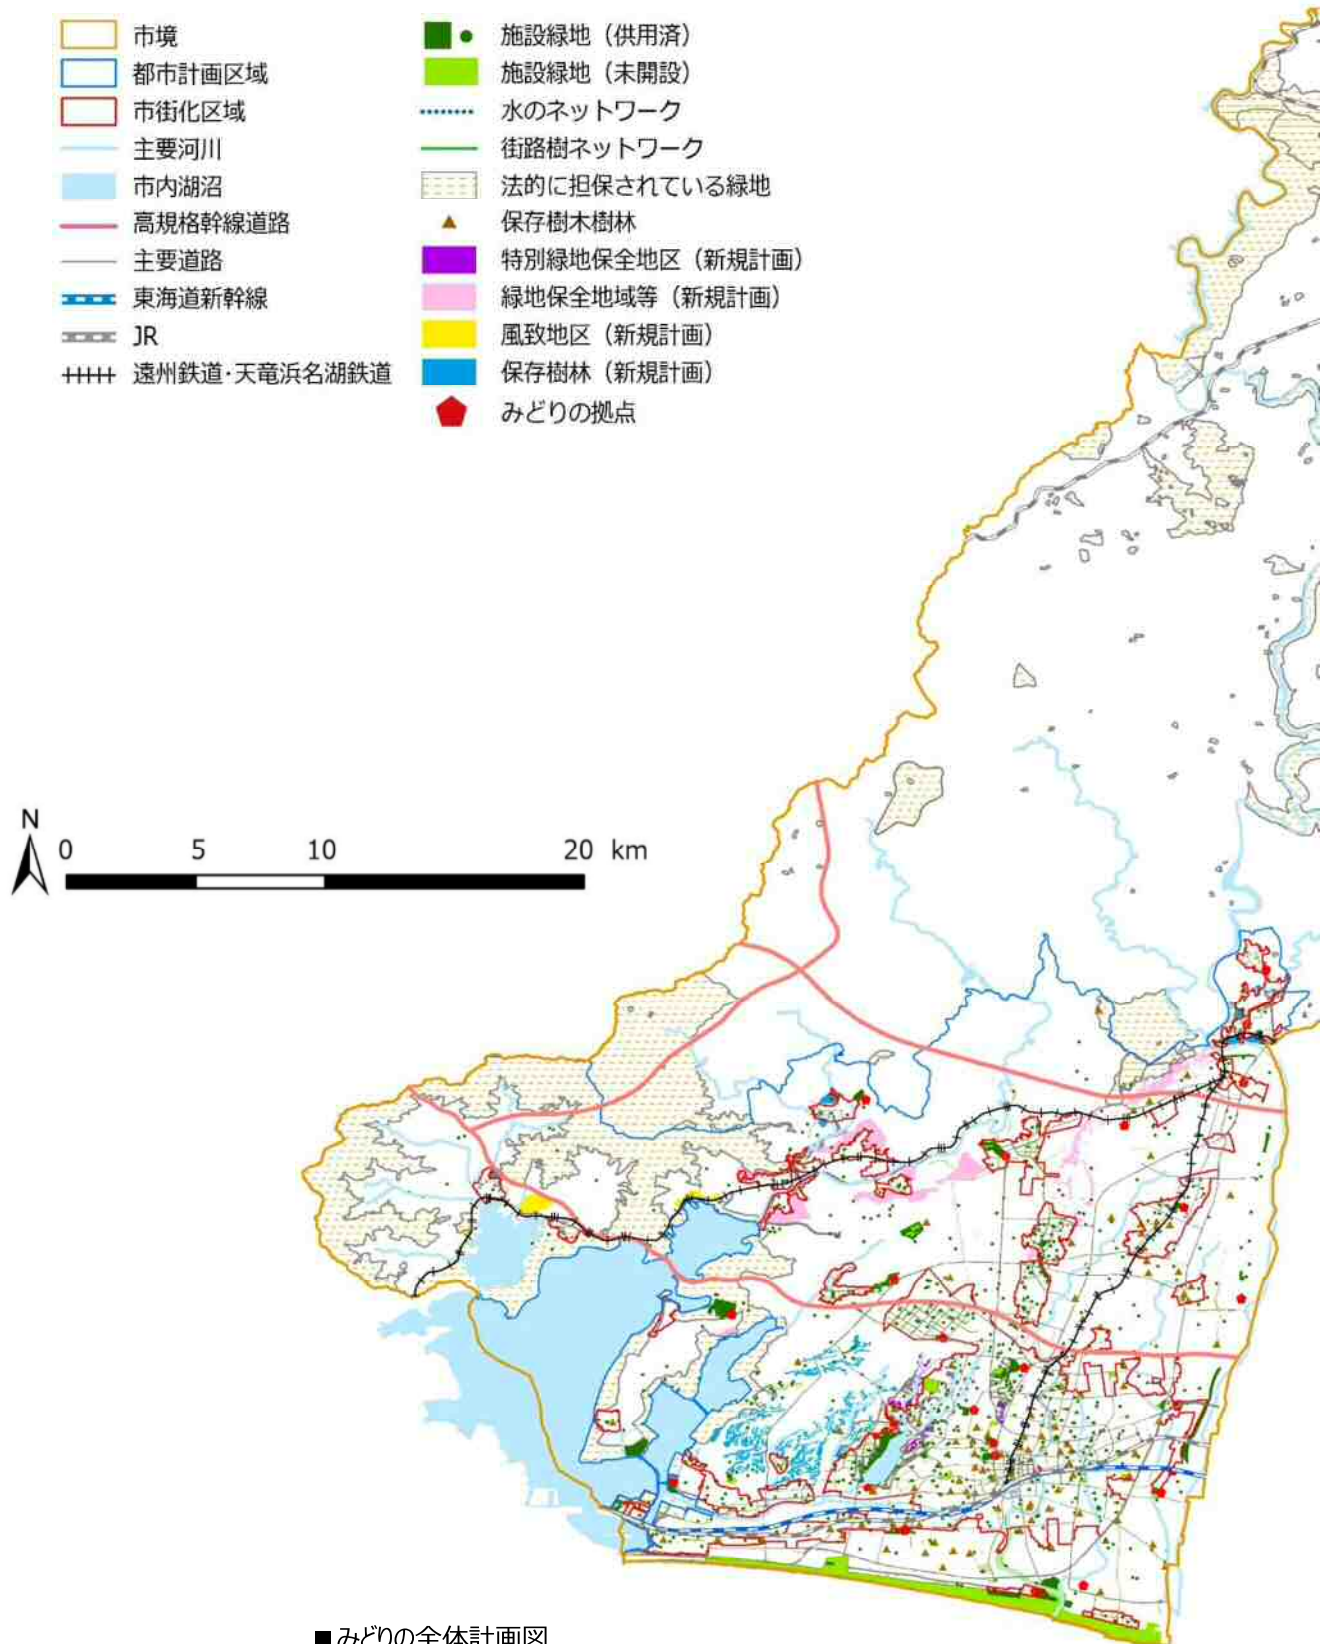 市境
都市計画区域
市街化区域
主要河川
市内湖沼
高規格幹線道路
主要道路
東海道新幹線
JR
遠州鉄道・天竜浜名湖鉄道
施設緑地（供用済）
施設緑地（未開設）
水のネットワーク
街路樹ネットワーク
法的に担保されている緑地
保存樹木樹林
特別緑地保全地区（新規計画）
緑地保全地域等（新規計画）
風致地区（新規計画）
保存樹林（新規計画）
みどりの拠点
N
0 5 10 20 km
■みどりの全体計画図